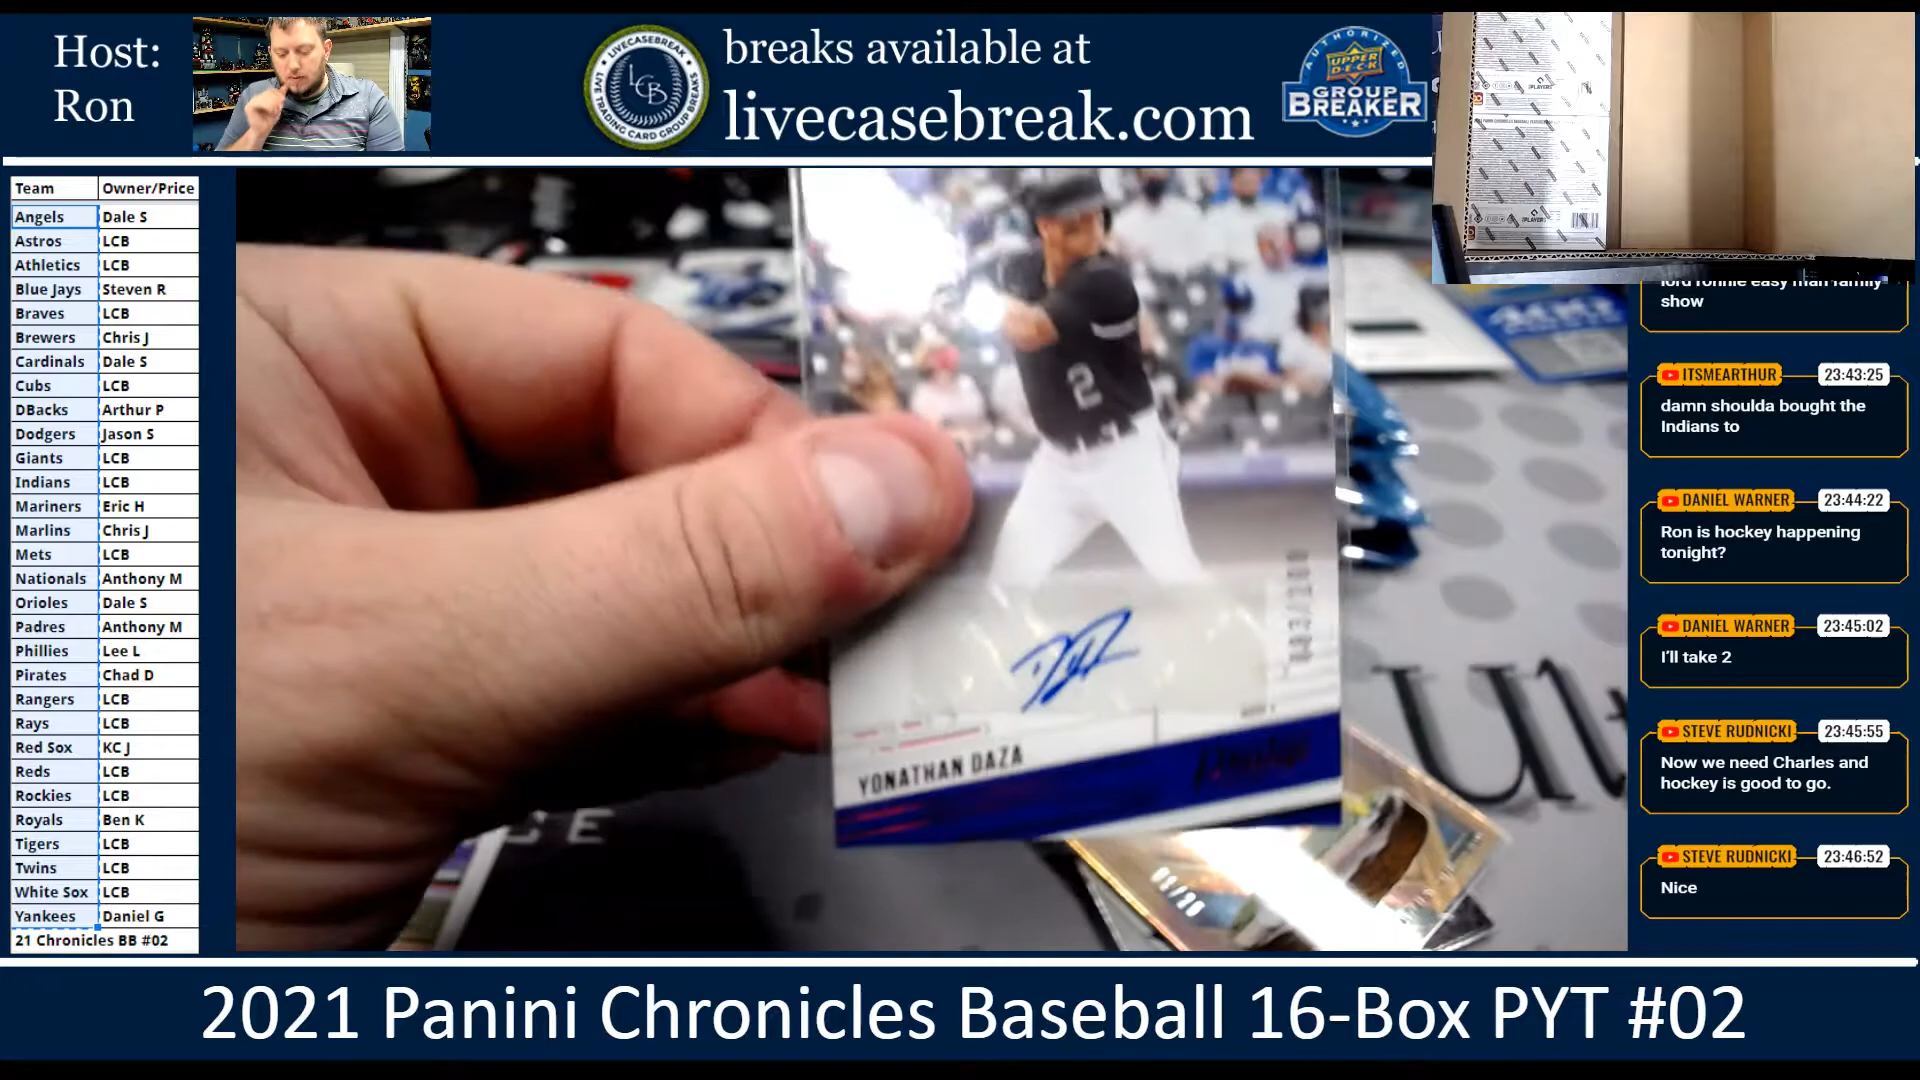 Host:
Ron
LIVECASEBREAK
LCB
LIVE TRADING CARD GROUP BREAKS
breaks available at
livecasebreak.com
AUTHORIZED
UPPER DECK
GROUP
BREAKER
Team Owner/Price
Angels Dale S
Astros LCB
Athletics LCB
Blue Jays Steven R
Braves LCB
Brewers Chris J
Cardinals Dale S
Cubs LCB
DBacks Arthur P
Dodgers Jason S
Giants LCB
Indians LCB
Mariners Eric H
Marlins Chris J
Mets LCB
Nationals Anthony M
Orioles Dale S
Padres Anthony M
Phillies Lee L
Pirates Chad D
Rangers LCB
Rays LCB
Red Sox KC J
Reds LCB
Rockies LCB
Royals Ben K
Tigers LCB
Twins LCB
White Sox LCB
Yankees Daniel G
21 Chronicles BB #02
2
YONATHAN DAZA
lord ronnie easy man family
show
ITSMEARTHUR 23:43:25
damn shoulda bought the
Indians to
DANIEL WARNER 23:44:22
Ron is hockey happening
tonight?
DANIEL WARNER 23:45:02
I'll take 2
STEVE RUDNICKI 23:45:55
Now we need Charles and
hockey is good to go.
STEVE RUDNICKI 23:46:52
Nice
2021 Panini Chronicles Baseball 16-Box PYT #02